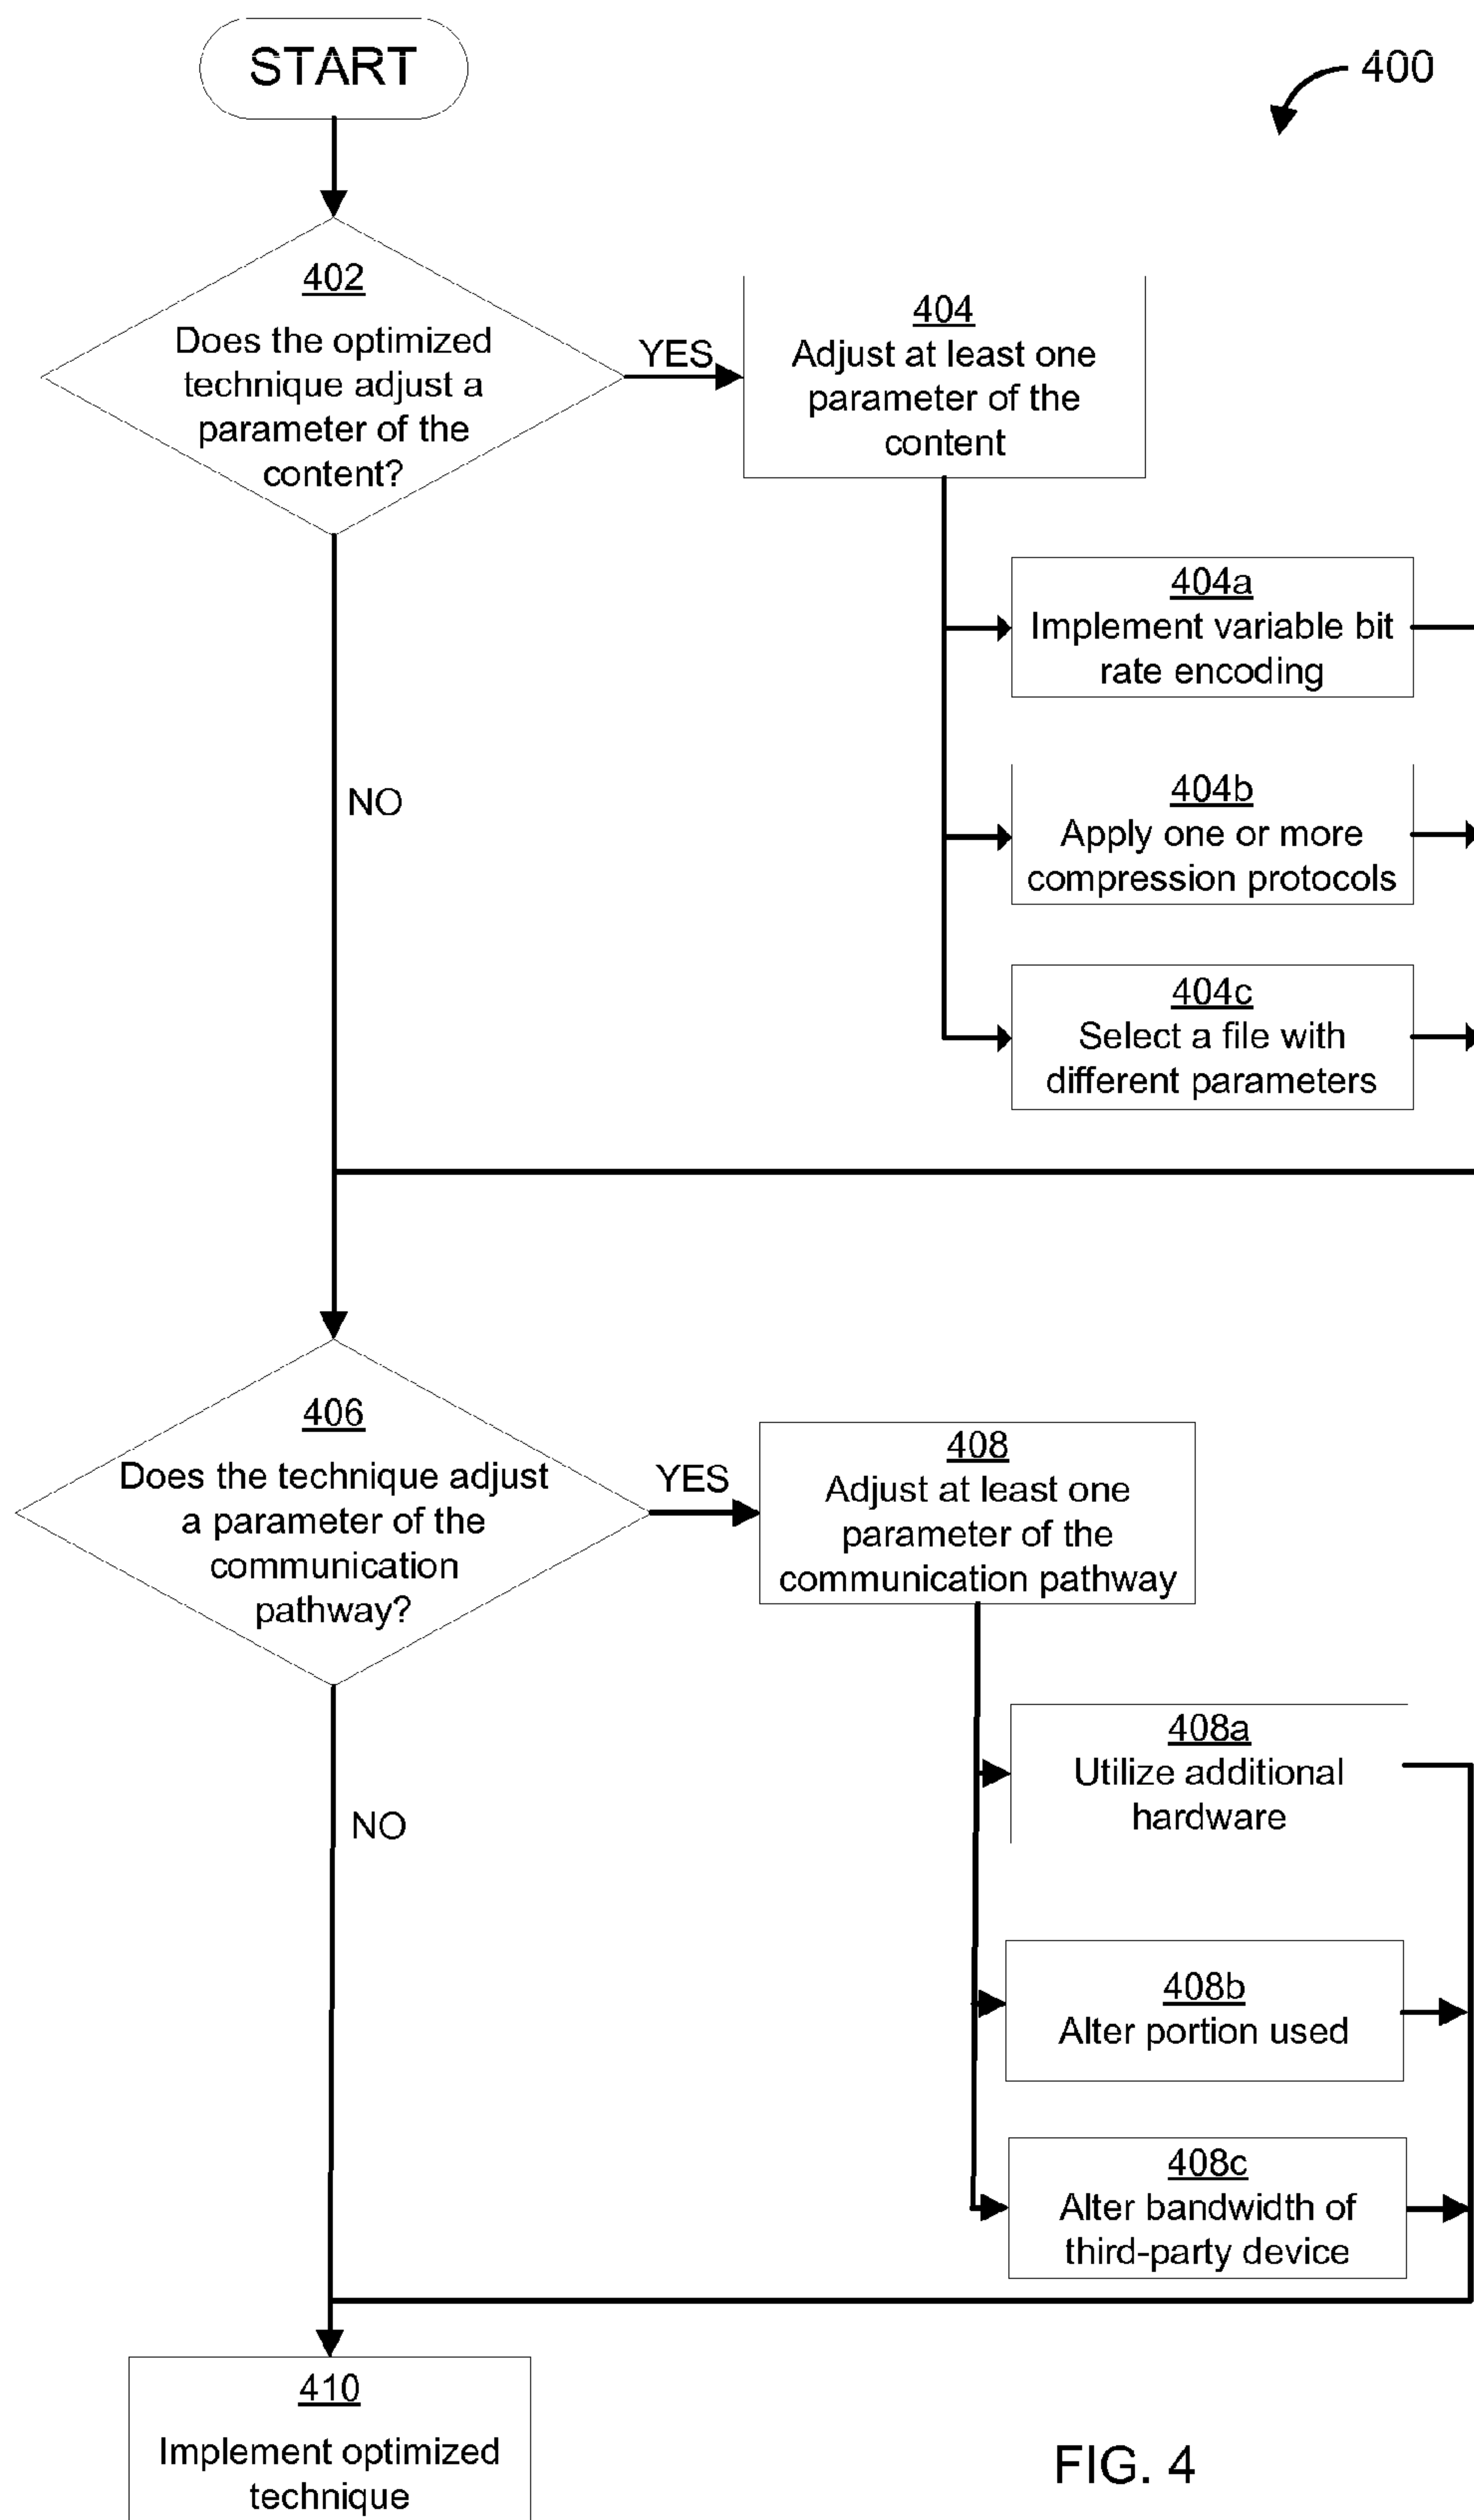 START
400
402
Does the optimized
technique adjust a
parameter of the
content?
YES
404
Adjust at least one
parameter of the
content
404a
Implement variable bit
rate encoding
NO
404b
Apply one or more
compression protocols
404c
Select a file with
different parameters
406
Does the technique adjust
a parameter of the
communication
pathway?
YES
408
Adjust at least one
parameter of the
communication pathway
408a
Utilize additional
hardware
NO
408b
Alter portion used
408c
Alter bandwidth of
third-party device
410
Implement optimized
technique
FIG. 4